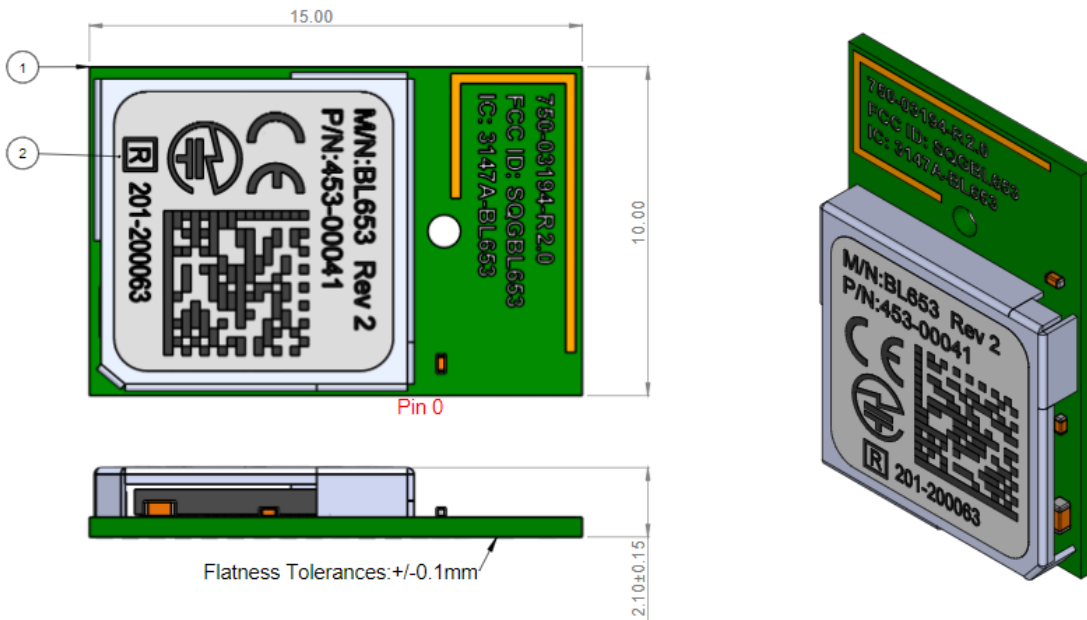 15.00
1
2
M/N:BL653 Rev 2
P/N:453-00041
CE
R 201-200063
750-03194-R2.0
FCC ID: SQGBL653
IC: 3147A-BL653
10.00
Pin 0
Flatness Tolerances:+/-0.1mm
2.10±0.15
750-03194-R2.0
FCC ID: SQGBL653
IC: 3147A-BL653
M/N:BL653 Rev 2
P/N:453-00041
CE
R 201-200063